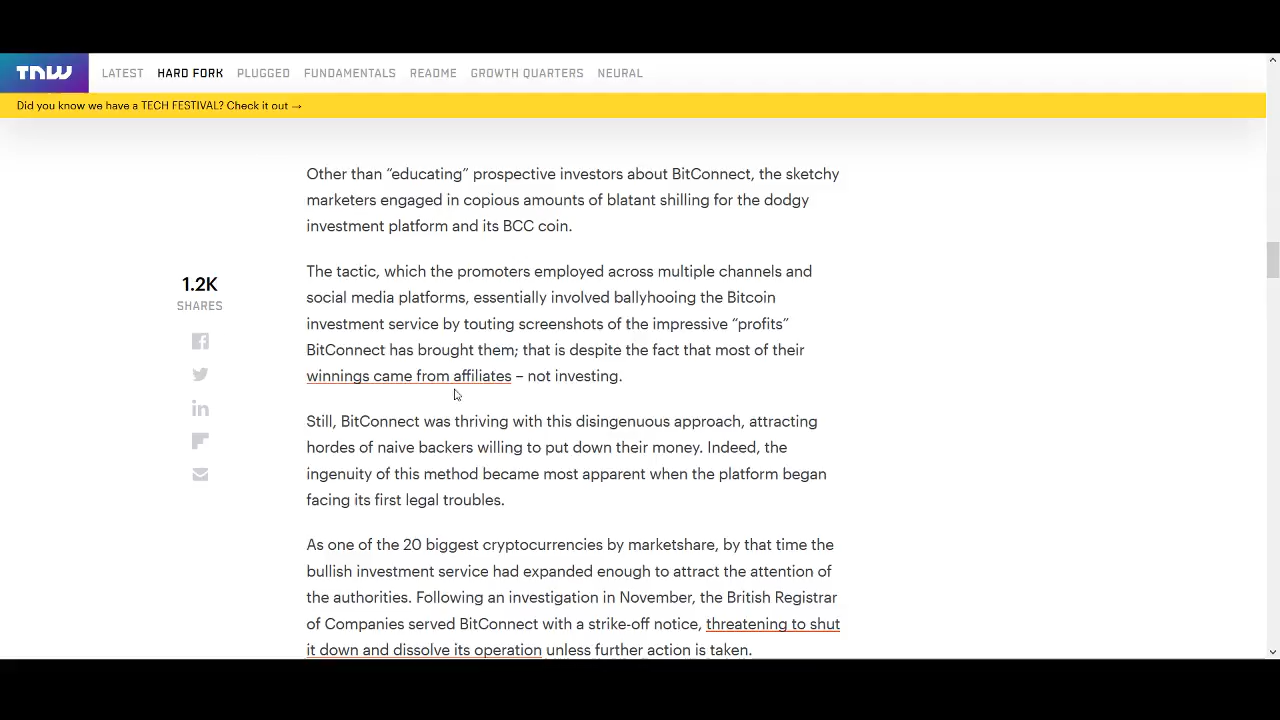 TNW LATEST HARD FORK PLUGGED FUNDAMENTALS README GROWTH QUARTERS NEURAL
Did you know we have a TECH FESTIVAL? Check it out →
Other than “educating” prospective investors about BitConnect, the sketchy
marketers engaged in copious amounts of blatant shilling for the dodgy
investment platform and its BCC coin.
1.2K
SHARES
The tactic, which the promoters employed across multiple channels and
social media platforms, essentially involved ballyhooing the Bitcoin
investment service by touting screenshots of the impressive “profits”
BitConnect has brought them; that is despite the fact that most of their
winnings came from affiliates – not investing.
Still, BitConnect was thriving with this disingenuous approach, attracting
hordes of naive backers willing to put down their money. Indeed, the
ingenuity of this method became most apparent when the platform began
facing its first legal troubles.
As one of the 20 biggest cryptocurrencies by marketshare, by that time the
bullish investment service had expanded enough to attract the attention of
the authorities. Following an investigation in November, the British Registrar
of Companies served BitConnect with a strike-off notice, threatening to shut
it down and dissolve its operation unless further action is taken.